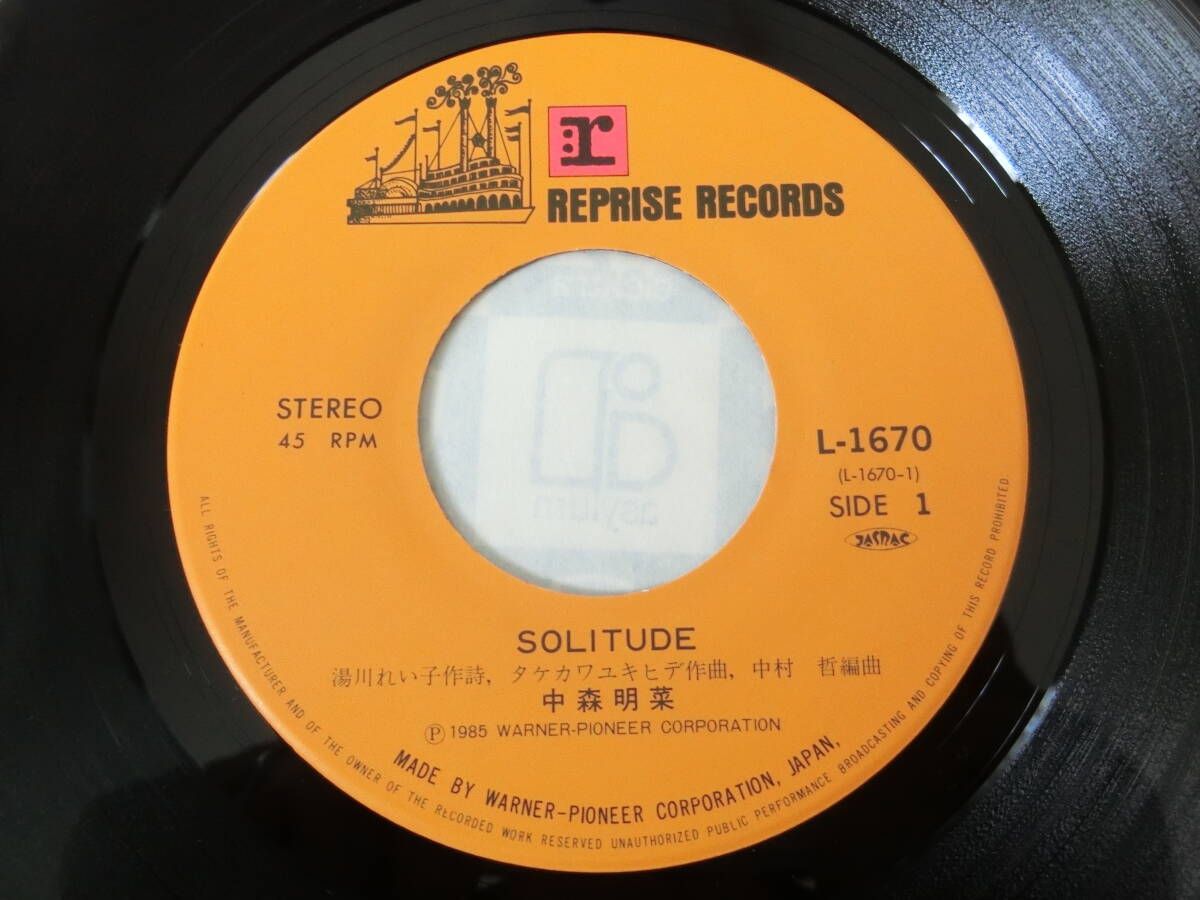 r
REPRISE RECORDS
STEREO
45 RPM
L-1670
(L-1670-1)
SIDE 1
JASRAC
asylum
SOLITUDE
湯川れい子作詩, タケカワユキヒデ作曲, 中村 哲編曲
中森明菜
Ⓟ 1985 WARNER-PIONEER CORPORATION
MADE BY WARNER-PIONEER CORPORATION, JAPAN,
ALL RIGHTS OF THE MANUFACTURER AND OF THE OWNER OF THE RECORDED WORK RESERVED UNAUTHORIZED PUBLIC PERFORMANCE BROADCASTING AND COPYING OF THIS RECORD PROHIBITED